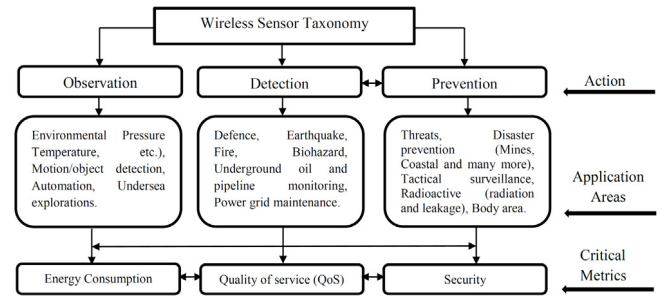 Wireless Sensor Taxonomy
Observation
Detection
Prevention
Action
Environmental Pressure
Temperature, etc.),
Motion/object detection,
Automation, Undersea
explorations.
Defence, Earthquake,
Fire, Biohazard,
Underground oil and
pipeline monitoring,
Power grid maintenance.
Threats, Disaster
prevention (Mines,
Coastal and many more),
Tactical surveillance,
Radioactive (radiation
and leakage), Body area.
Application
Areas
Energy Consumption
Quality of service (QoS)
Security
Critical
Metrics